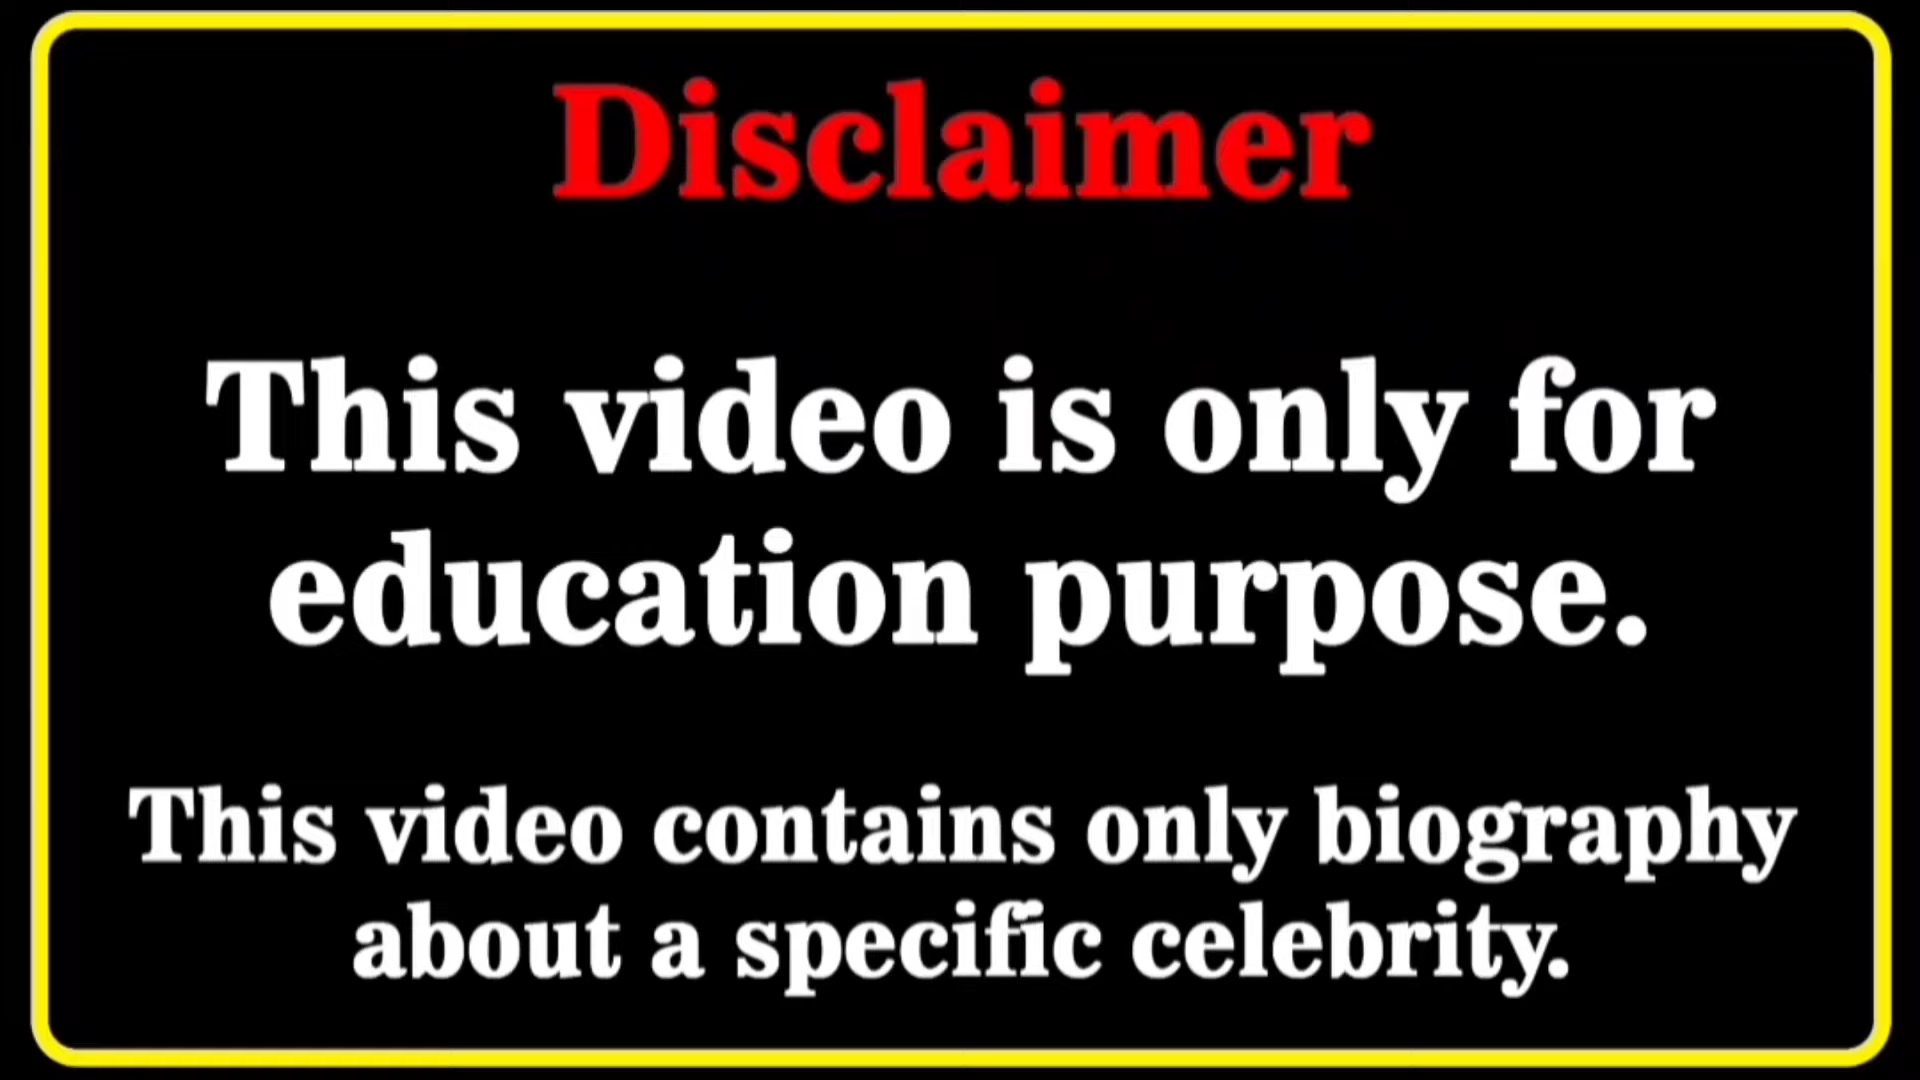 Disclaimer
This video is only for
education purpose.
This video contains only biography
about a specific celebrity.